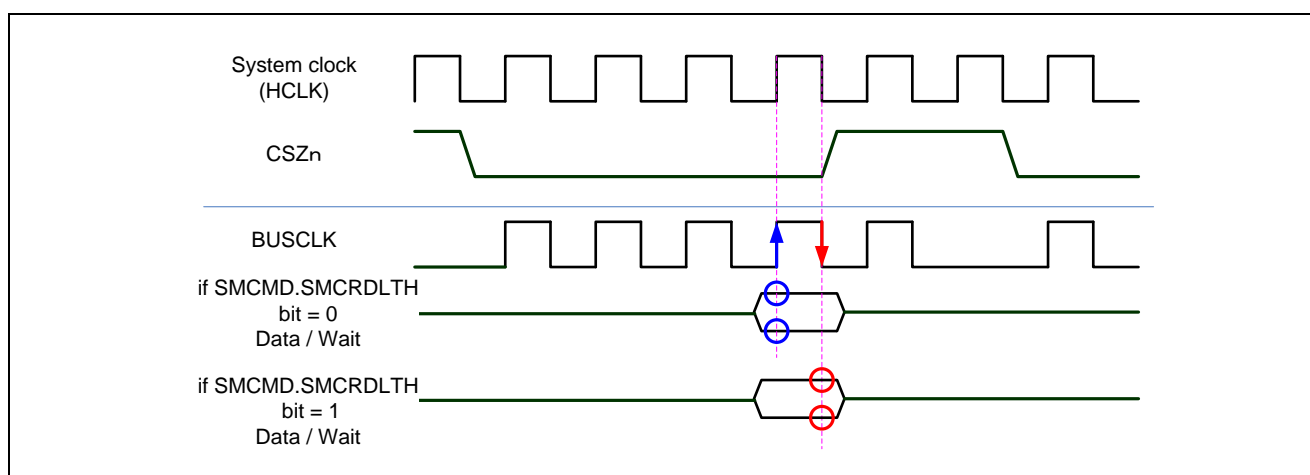 System clock
(HCLK)
CSZn
BUSCLK
if SMCMD.SMCRDLTH
bit = 0
Data / Wait
if SMCMD.SMCRDLTH
bit = 1
Data / Wait